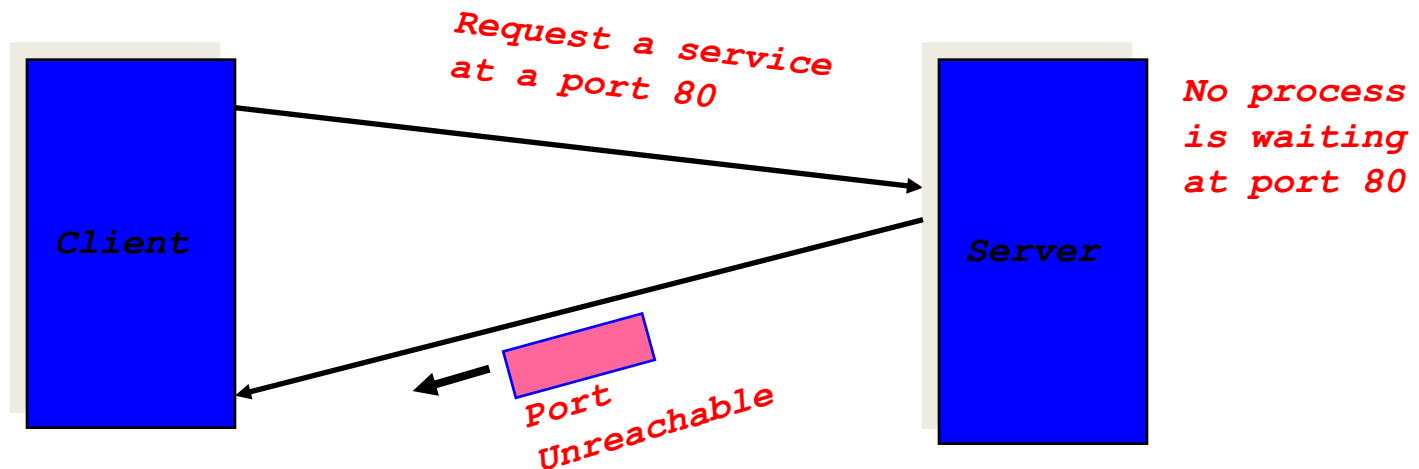 Request a service
at a port 80
No process
is waiting
at port 80
Client
Server
Port
Unreachable